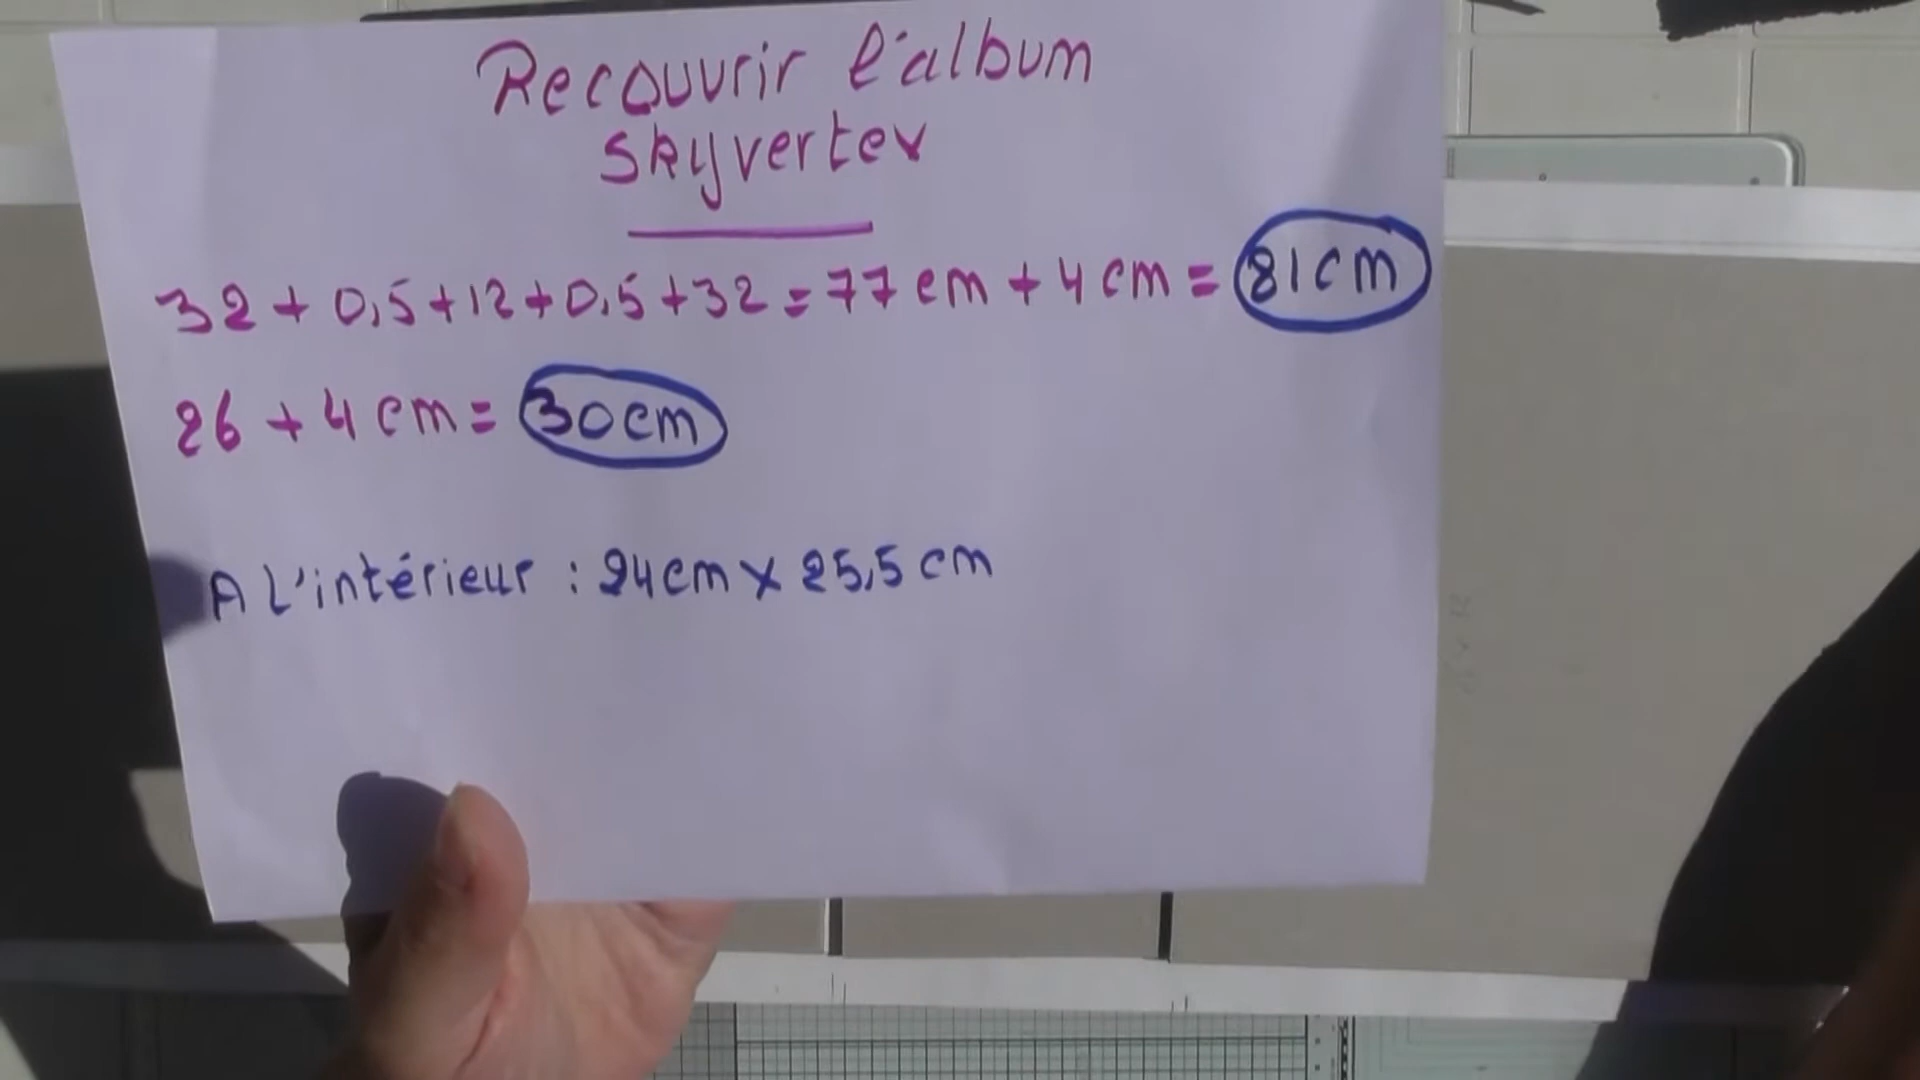 Recouvrir l'album
Skyvertex
32 + 0,5 + 12 + 0,5 + 32 = 77 cm + 4 cm = 81 cm
26 + 4 cm = 30 cm
A L'intérieur : 24 cm x 25,5 cm